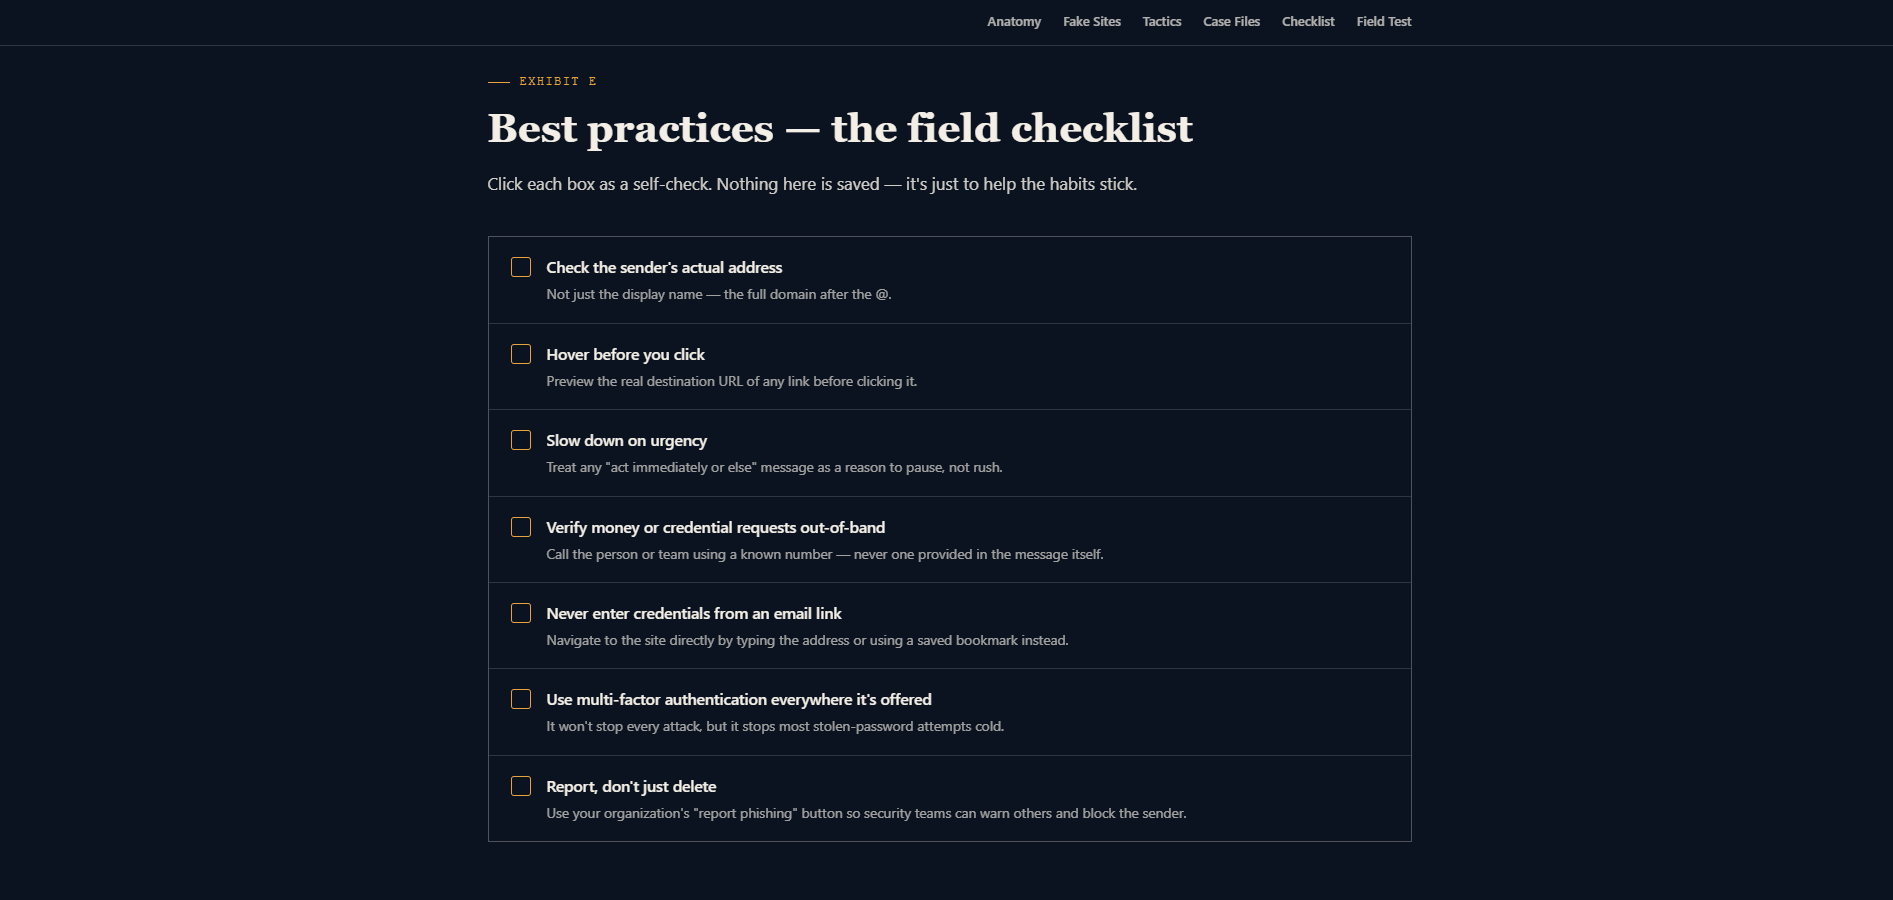 Anatomy Fake Sites Tactics Case Files Checklist Field Test
EXHIBIT E
Best practices — the field checklist
Click each box as a self-check. Nothing here is saved — it's just to help the habits stick.
Check the sender's actual address
Not just the display name — the full domain after the @.
Hover before you click
Preview the real destination URL of any link before clicking it.
Slow down on urgency
Treat any "act immediately or else" message as a reason to pause, not rush.
Verify money or credential requests out-of-band
Call the person or team using a known number — never one provided in the message itself.
Never enter credentials from an email link
Navigate to the site directly by typing the address or using a saved bookmark instead.
Use multi-factor authentication everywhere it's offered
It won't stop every attack, but it stops most stolen-password attempts cold.
Report, don't just delete
Use your organization's "report phishing" button so security teams can warn others and block the sender.